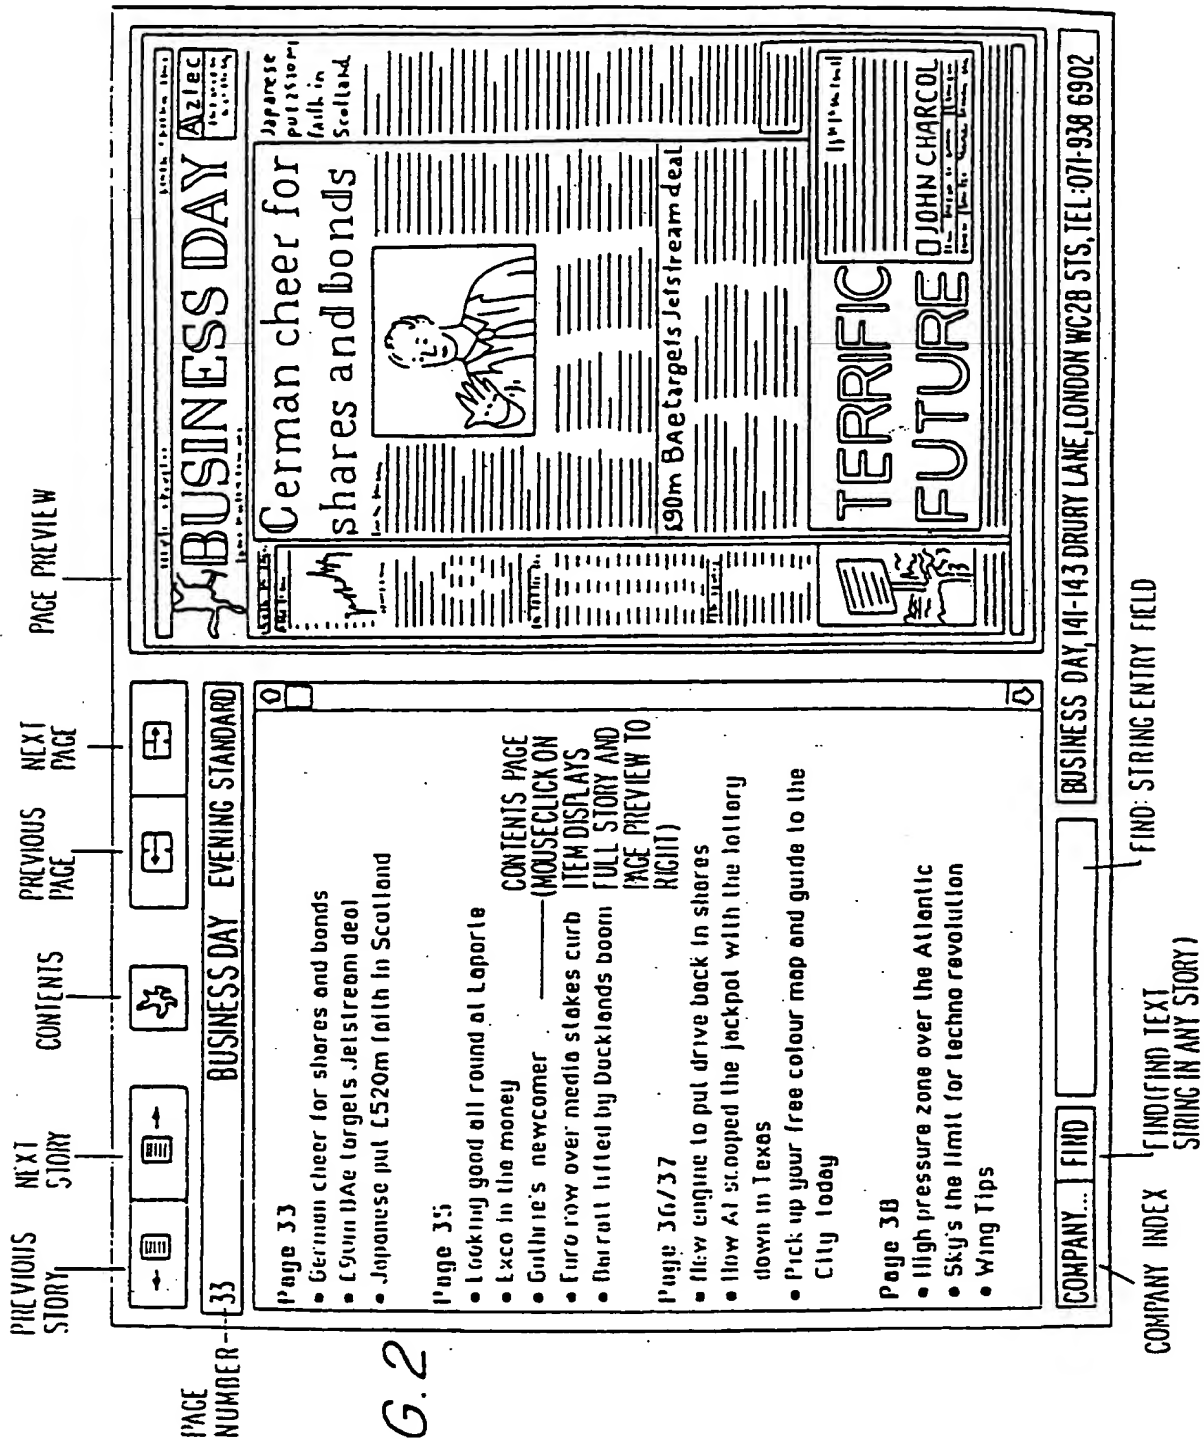 PREVIOUS
STORY
NEXT
STORY
CONTENTS
PREVIOUS
PAGE
NEXT
PAGE
PAGE PREVIEW
PAGE
NUMBER
33 BUSINESS DAY EVENING STANDARD
Page 33
• German cheer for shares and bonds
• £90m BAe targets Jetstream deal
• Japanese put £520m faith in Scotland
Page 35
• Looking good all round at Laporte
• Exco in the money
• Guthrie's newcomer
• Euro row over media stakes curb
• Barratt lifted by Docklands boom
Page 36/37
• New engine to put drive back in shares
• How AT scooped the jackpot with the lottery
down in Texas
• Pick up your free colour map and guide to the
City today
Page 38
• High pressure zone over the Atlantic
• Sky's the limit for techno revolution
• Wing Tips
CONTENTS PAGE
(MOUSECLICK ON
ITEM DISPLAYS
FULL STORY AND
PAGE PREVIEW TO
RIGHT)
BUSINESS DAY
Aztec
German cheer for
shares and bonds
Japanese
put £520m
faith in
Scotland
£90m BAe targets Jetstream deal
TERRIFIC
FUTURE
JOHN CHARCOL
COMPANY... FIND
BUSINESS DAY, 141-143 DRURY LANE, LONDON WC2B 5TS, TEL:071-938 6902
COMPANY INDEX
FIND(FIND TEXT
STRING IN ANY STORY)
FIND: STRING ENTRY FIELD
G.2